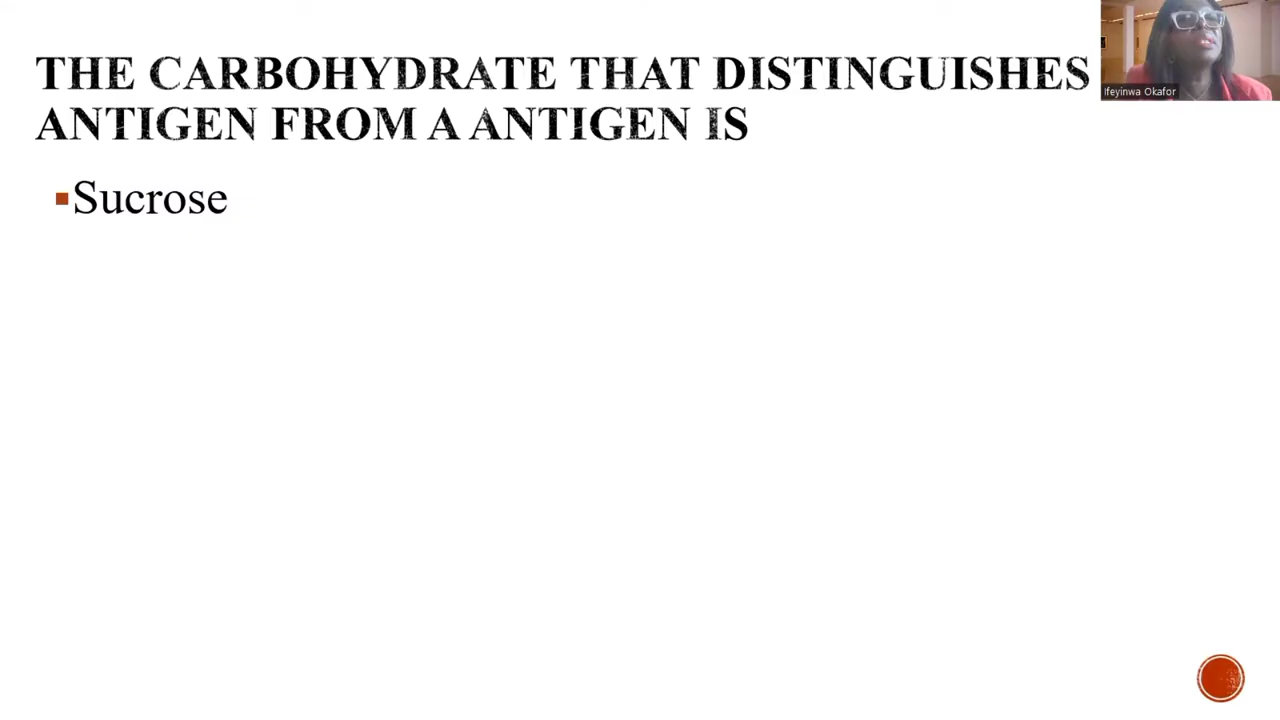 THE CARBOHYDRATE THAT DISTINGUISHES
ANTIGEN FROM A ANTIGEN IS
Sucrose
Ifeyinwa Okafor